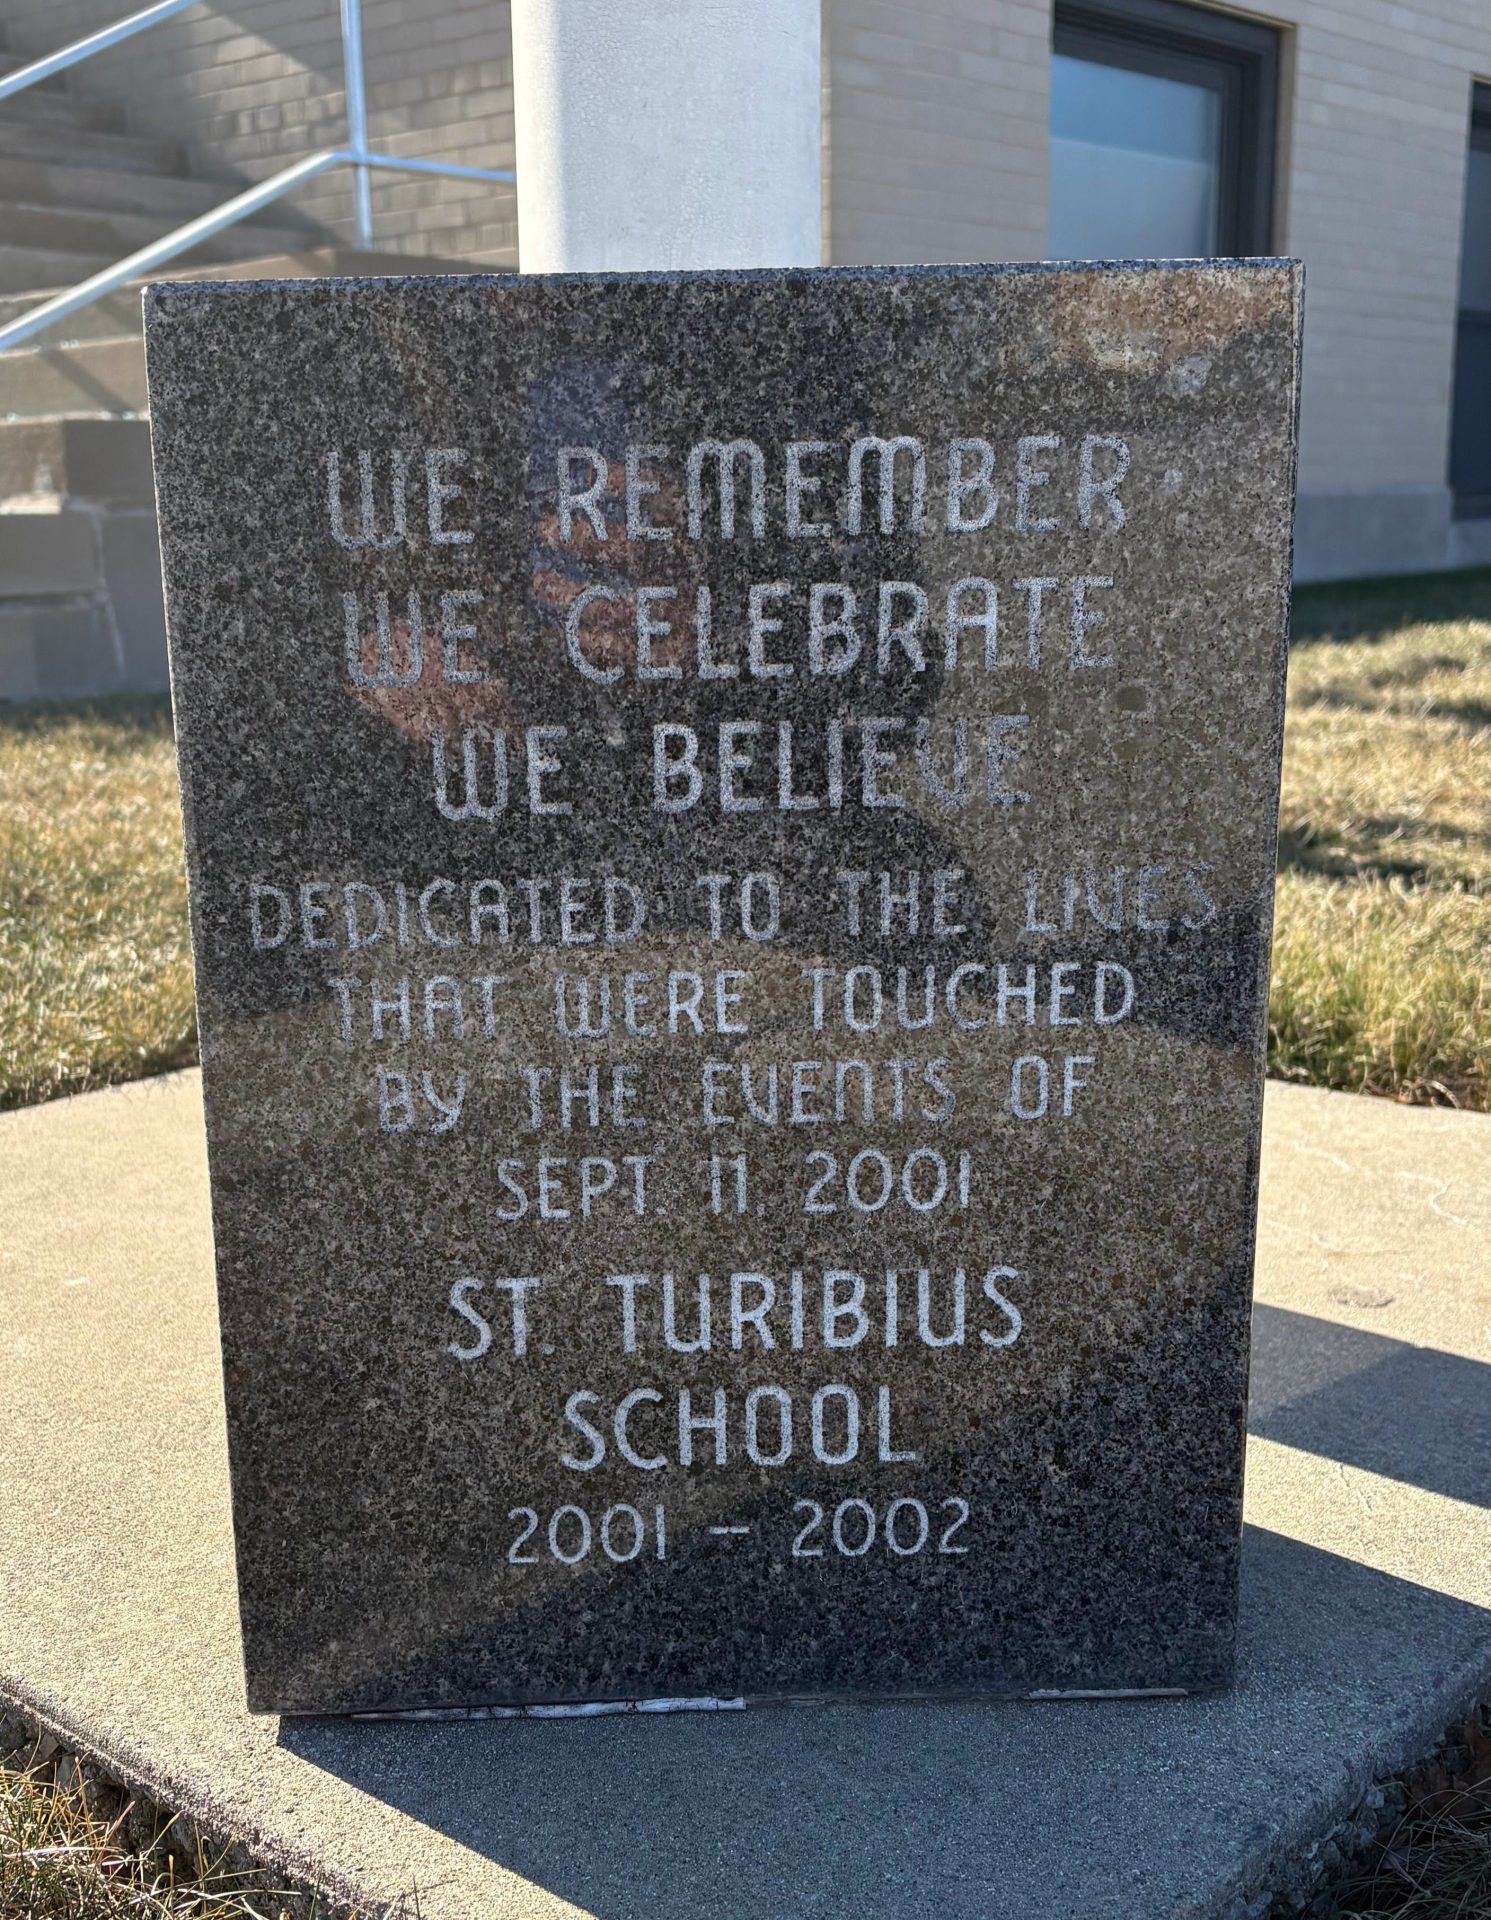 WE REMEMBER
WE CELEBRATE
WE BELIEVE
DEDICATED TO THE LIVES
THAT WERE TOUCHED
BY THE EVENTS OF
SEPT. 11, 2001
ST. TURIBIUS
SCHOOL
2001 - 2002